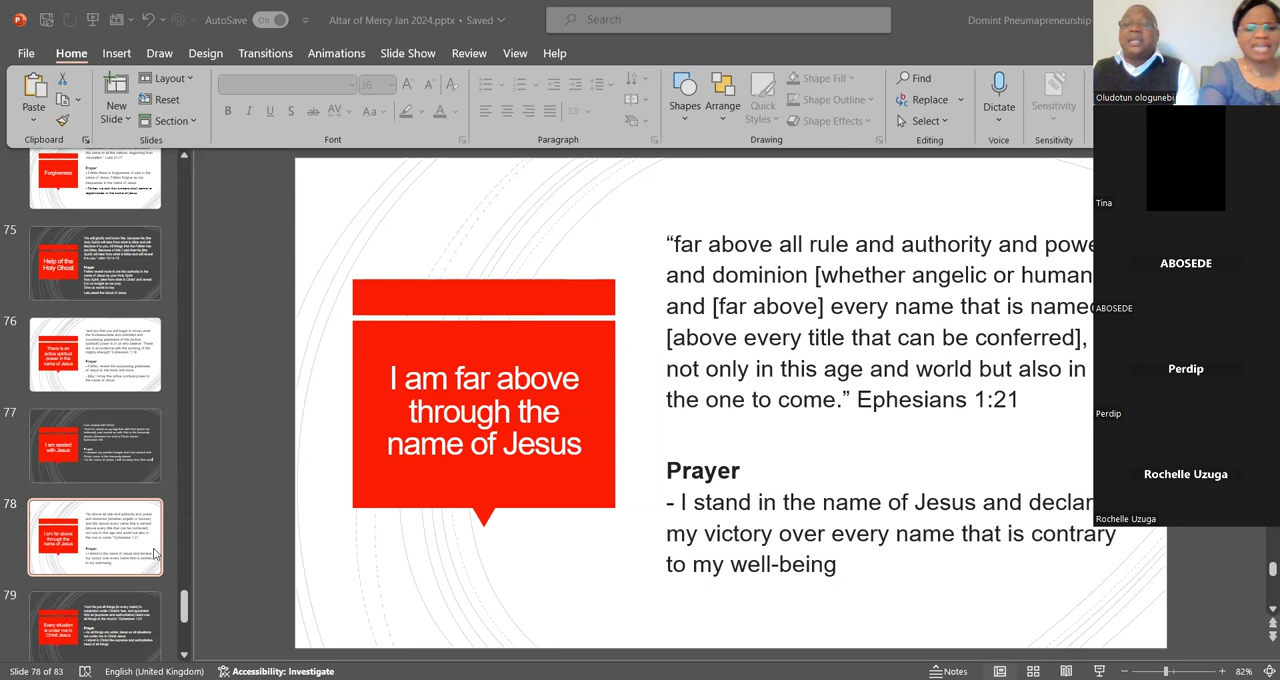 AutoSave On Altar of Mercy Jan 2024.pptx • Saved Search Domint Pneumapreneurship
File Home Insert Draw Design Transitions Animations Slide Show Review View Help
Paste New Slide Layout Reset Section 36 Shapes Arrange Quick Styles Shape Fill Shape Outline Shape Effects Find Replace Select Dictate Sensitivity
Clipboard Slides Font Paragraph Drawing Editing Voice Sensitivity
Oludotun ologunebi
Tina
ABOSEDE
ABOSEDE
Perdip
Perdip
Rochelle Uzuga
Rochelle Uzuga
Forgiveness
75
Help of the
Holy Ghost
76
There is an
active spiritual
power in the
name of Jesus
77
I am seated
with Jesus
78
I am far above
through the
name of Jesus
79
Every situation
is under me in
Christ Jesus
I am far above
through the
name of Jesus
“far above all rule and authority and powe
and dominion [whether angelic or human
and [far above] every name that is named
[above every title that can be conferred],
not only in this age and world but also in
the one to come.” Ephesians 1:21
Prayer
- I stand in the name of Jesus and declar
my victory over every name that is contrary
to my well-being
Slide 78 of 83 English (United Kingdom) Accessibility: Investigate Notes 82%